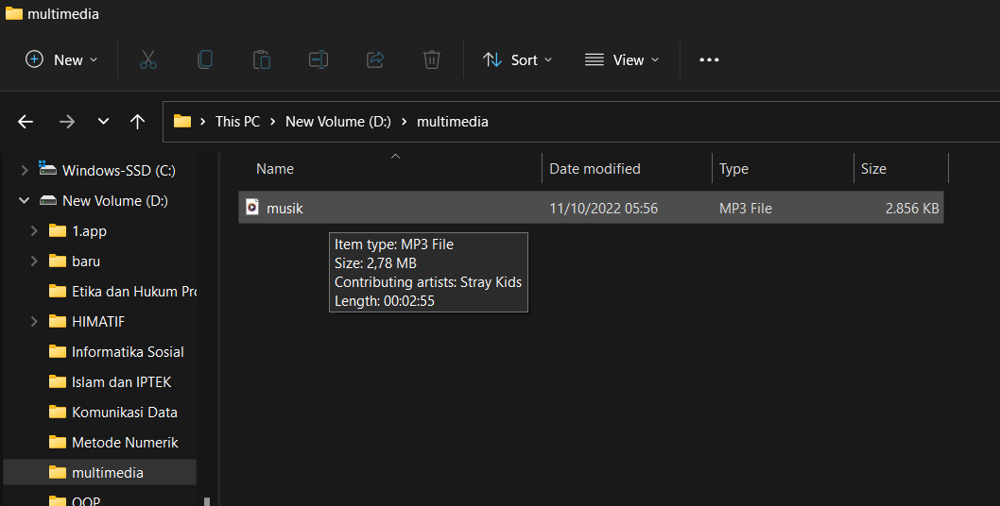 multimedia
New
Sort
View
This PC
New Volume (D:)
multimedia
Name
Date modified
Type
Size
Windows-SSD (C:)
New Volume (D:)
1.app
baru
Etika dan Hukum Pro
HIMATIF
Informatika Sosial
Islam dan IPTEK
Komunikasi Data
Metode Numerik
multimedia
OOP
musik
11/10/2022 05:56
MP3 File
2.856 KB
Item type: MP3 File
Size: 2,78 MB
Contributing artists: Stray Kids
Length: 00:02:55